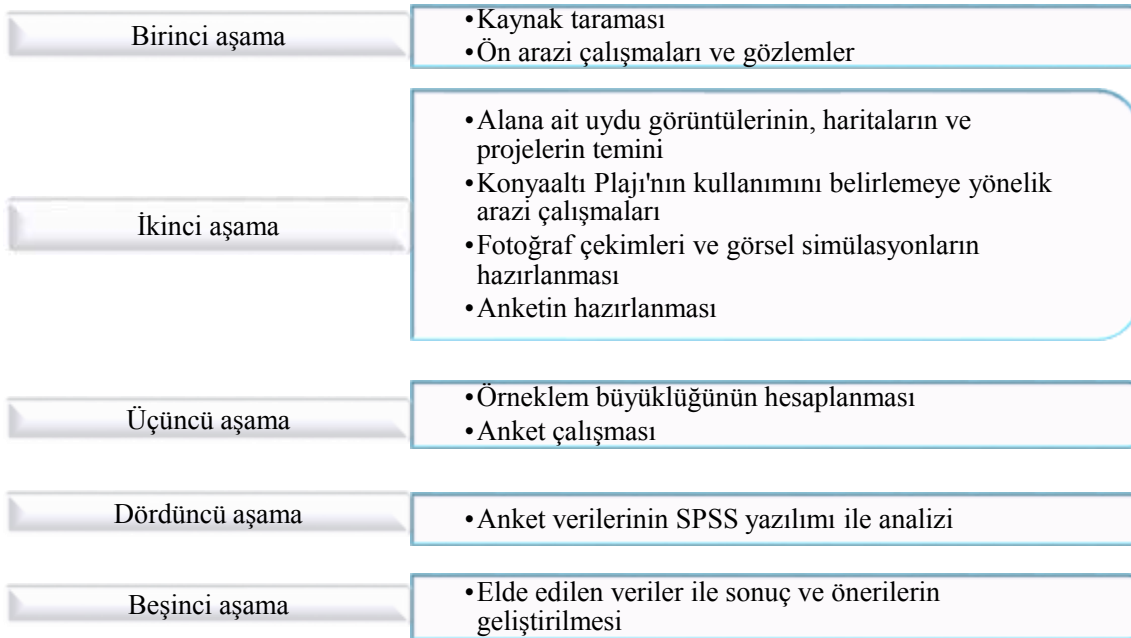 Birinci aşama
•Kaynak taraması
•Ön arazi çalışmaları ve gözlemler
İkinci aşama
•Alana ait uydu görüntülerinin, haritaların ve
projelerin temini
•Konyaaltı Plajı'nın kullanımını belirlemeye yönelik
arazi çalışmaları
•Fotoğraf çekimleri ve görsel simülasyonların
hazırlanması
•Anketin hazırlanması
Üçüncü aşama
•Örneklem büyüklüğünün hesaplanması
•Anket çalışması
Dördüncü aşama
•Anket verilerinin SPSS yazılımı ile analizi
Beşinci aşama
•Elde edilen veriler ile sonuç ve önerilerin
geliştirilmesi